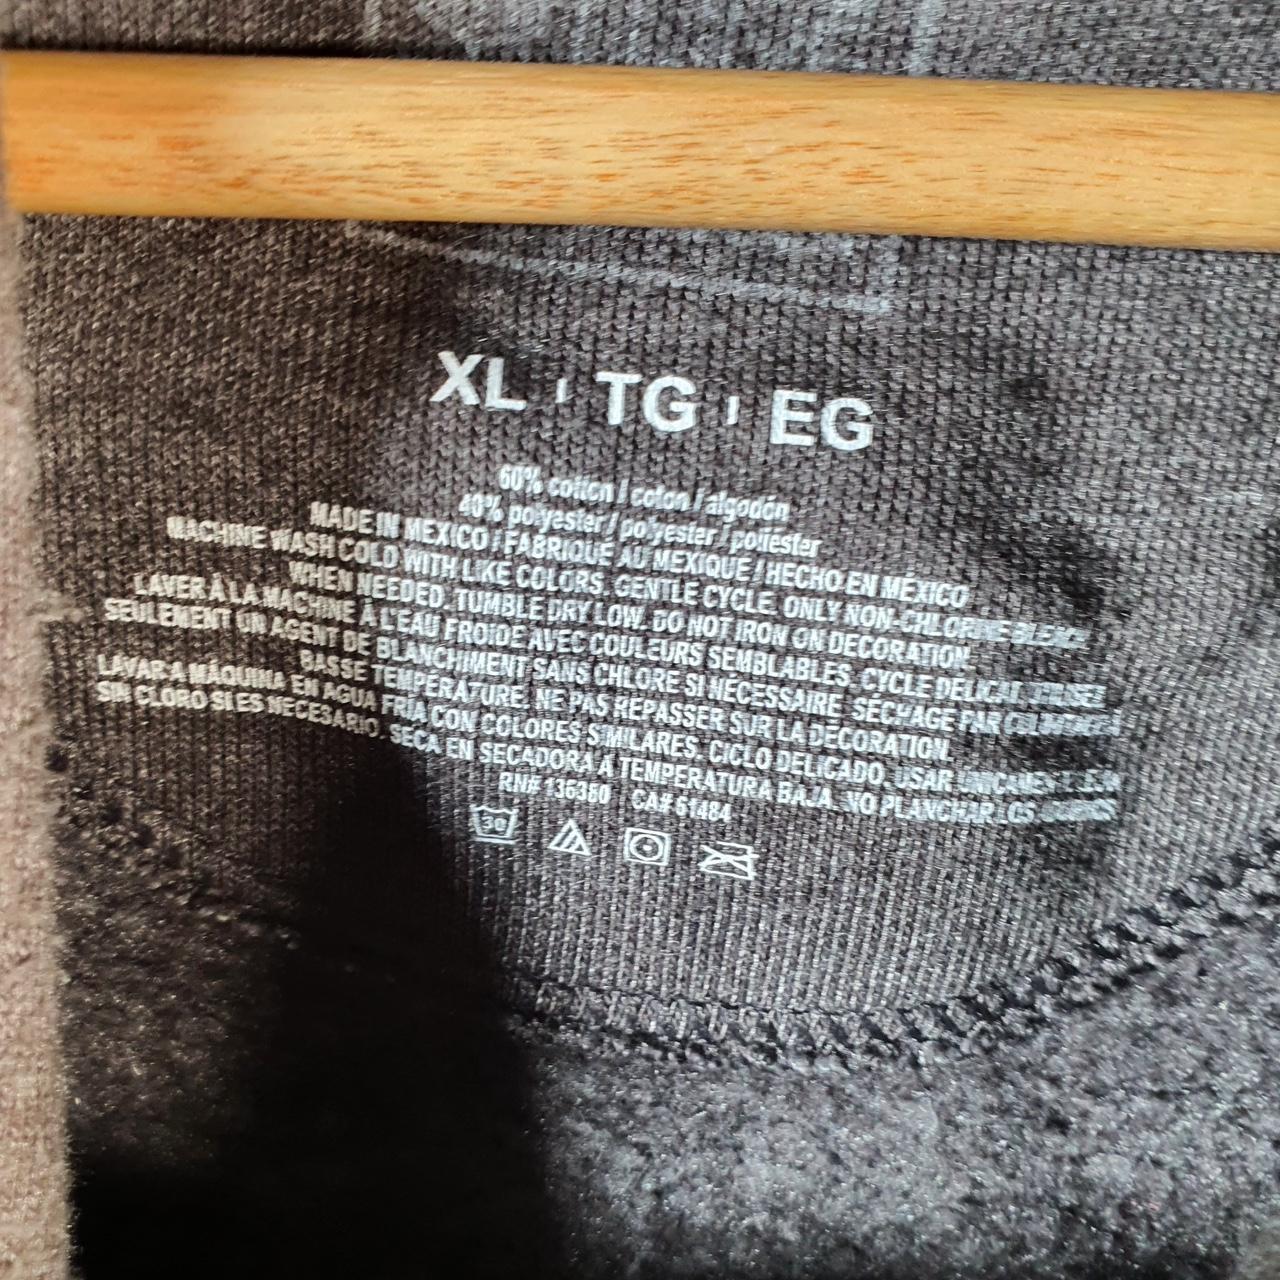 XL | TG | EG
60% cotton / coton / algodón
40% polyester / polyester / poliéster
MADE IN MEXICO / FABRIQUÉ AU MEXIQUE / HECHO EN MÉXICO
MACHINE WASH COLD WITH LIKE COLORS. GENTLE CYCLE. ONLY NON-CHLORINE BLEACH
WHEN NEEDED. TUMBLE DRY LOW. DO NOT IRON ON DECORATION.
LAVER À LA MACHINE À L'EAU FROIDE AVEC COULEURS SEMBLABLES. CYCLE DÉLICAT. UTILISER
SEULEMENT UN AGENT DE BLANCHIMENT SANS CHLORE SI NÉCESSAIRE. SÉCHAGE PAR CULBUTAGE À
BASSE TEMPÉRATURE. NE PAS REPASSER SUR LA DÉCORATION.
LAVAR A MÁQUINA EN AGUA FRÍA CON COLORES SIMILARES. CICLO DELICADO. USAR
SIN CLORO SI ES NECESARIO. SECA EN SECADORA A TEMPERATURA BAJA. NO PLANCHAR LOS
RN# 136380 CA# 61484
30